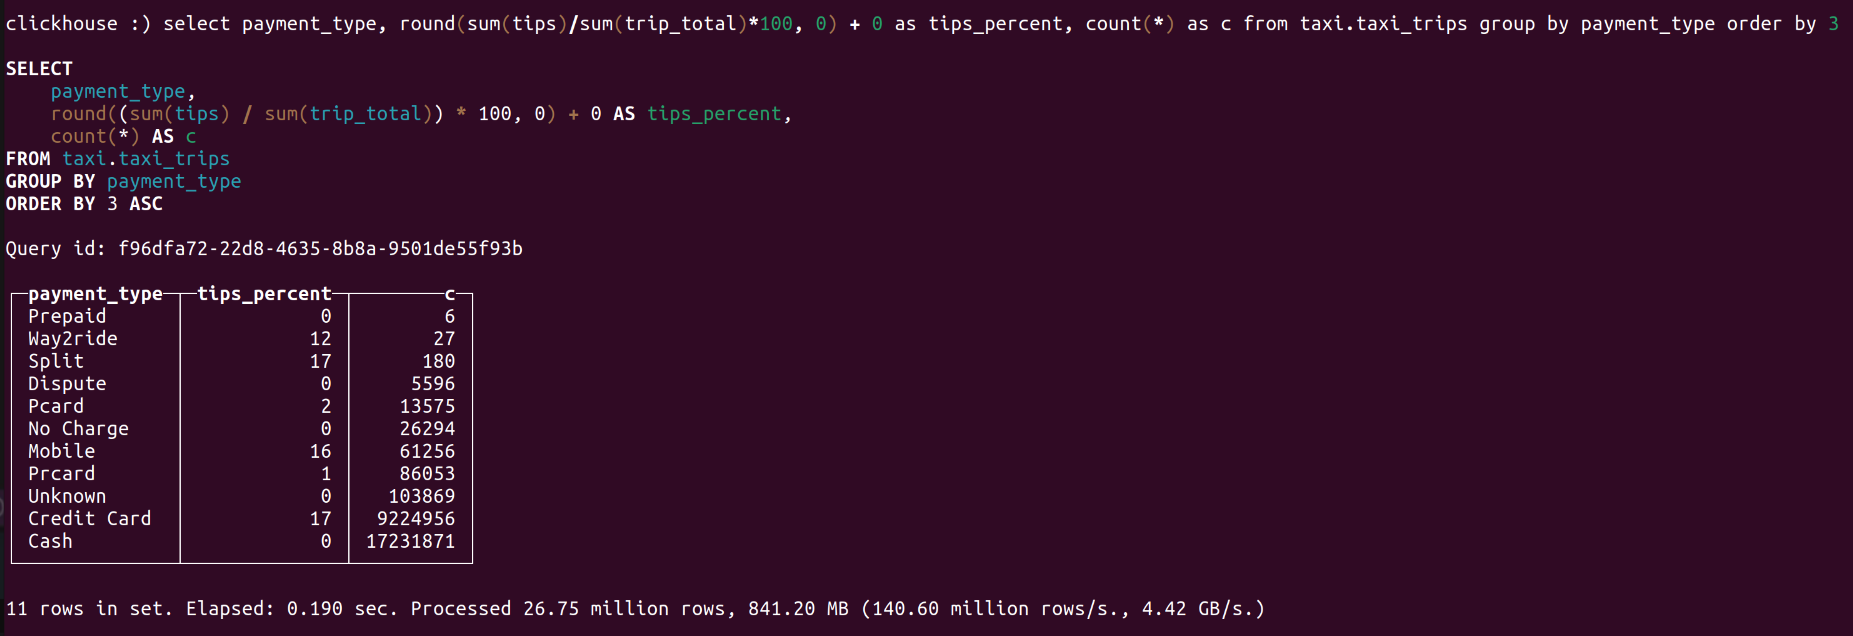 clickhouse :) select payment_type, round(sum(tips)/sum(trip_total)*100, 0) + 0 as tips_percent, count(*) as c from taxi.taxi_trips group by payment_type order by 3
SELECT
payment_type,
round((sum(tips) / sum(trip_total)) * 100, 0) + 0 AS tips_percent,
count(*) AS c
FROM taxi.taxi_trips
GROUP BY payment_type
ORDER BY 3 ASC
Query id: f96dfa72-22d8-4635-8b8a-9501de55f93b
payment_type tips_percent c
Prepaid 0 6
Way2ride 12 27
Split 17 180
Dispute 0 5596
Pcard 2 13575
No Charge 0 26294
Mobile 16 61256
Prcard 1 86053
Unknown 0 103869
Credit Card 17 9224956
Cash 0 17231871
11 rows in set. Elapsed: 0.190 sec. Processed 26.75 million rows, 841.20 MB (140.60 million rows/s., 4.42 GB/s.)